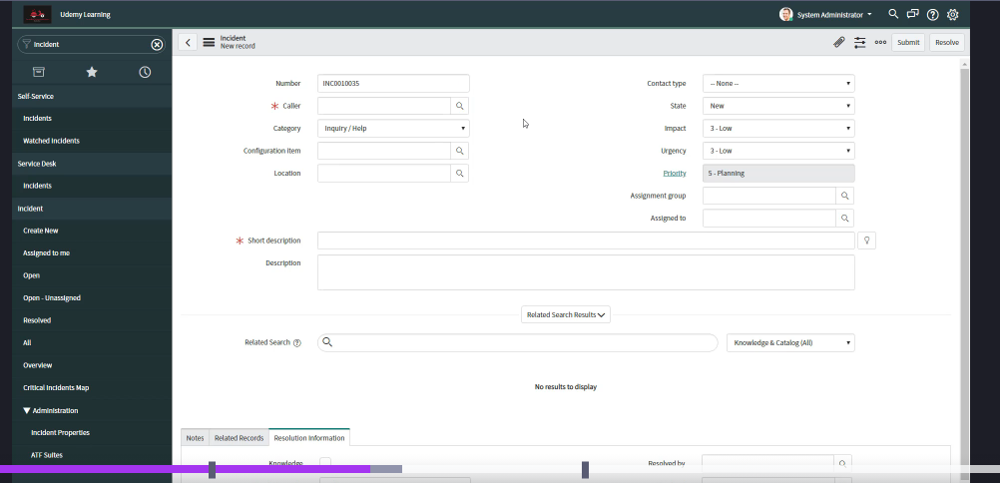 Udemy Learning
System Administrator
Incident
Self-Service
Incidents
Watched Incidents
Service Desk
Incidents
Incident
Create New
Assigned to me
Open
Open - Unassigned
Resolved
All
Overview
Critical Incidents Map
Administration
Incident Properties
ATF Suites
Incident
New record
Submit
Resolve
Number
INC0010035
Caller
Category
Inquiry / Help
Configuration item
Location
Contact type
-- None --
State
New
Impact
3 - Low
Urgency
3 - Low
Priority
5 - Planning
Assignment group
Assigned to
Short description
Description
Related Search Results
Related Search
Knowledge & Catalog (All)
No results to display
Notes
Related Records
Resolution Information
Knowledge
Resolved by